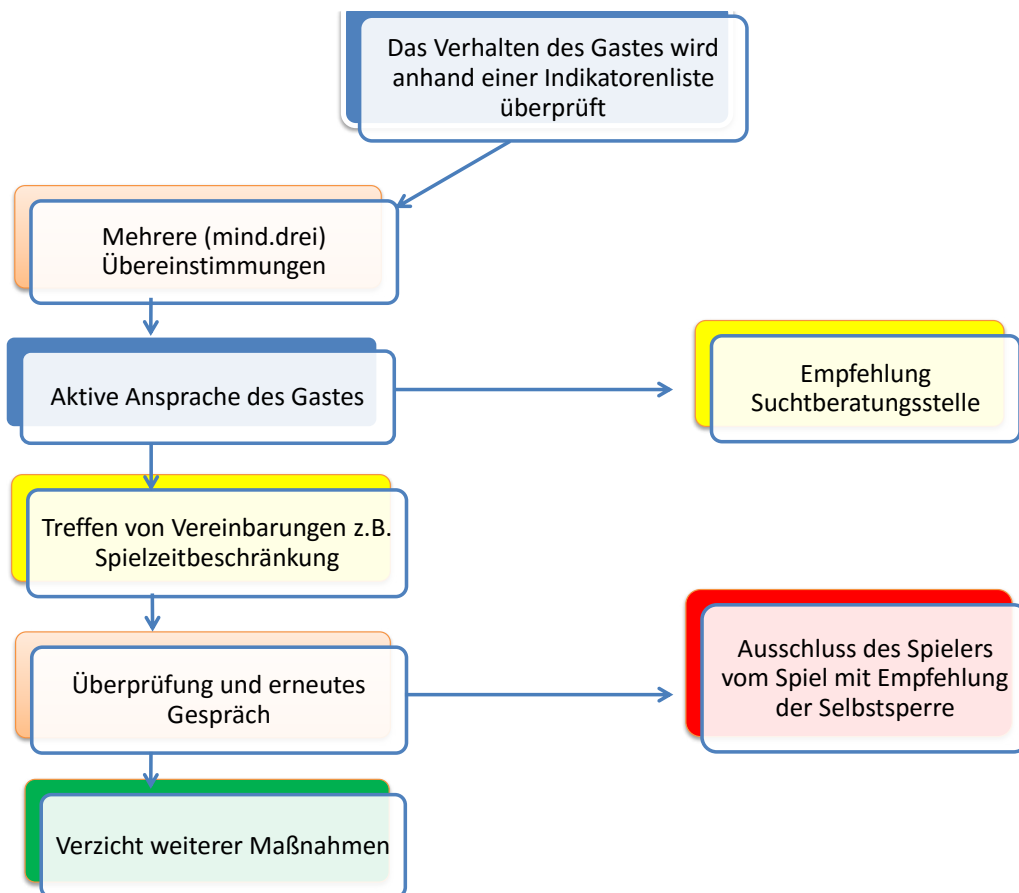 Das Verhalten des Gastes wird
anhand einer Indikatorenliste
überprüft
Mehrere (mind.drei)
Übereinstimmungen
Aktive Ansprache des Gastes
Empfehlung
Suchtberatungsstelle
Treffen von Vereinbarungen z.B.
Spielzeitbeschränkung
Überprüfung und erneutes
Gespräch
Ausschluss des Spielers
vom Spiel mit Empfehlung
der Selbstsperre
Verzicht weiterer Maßnahmen